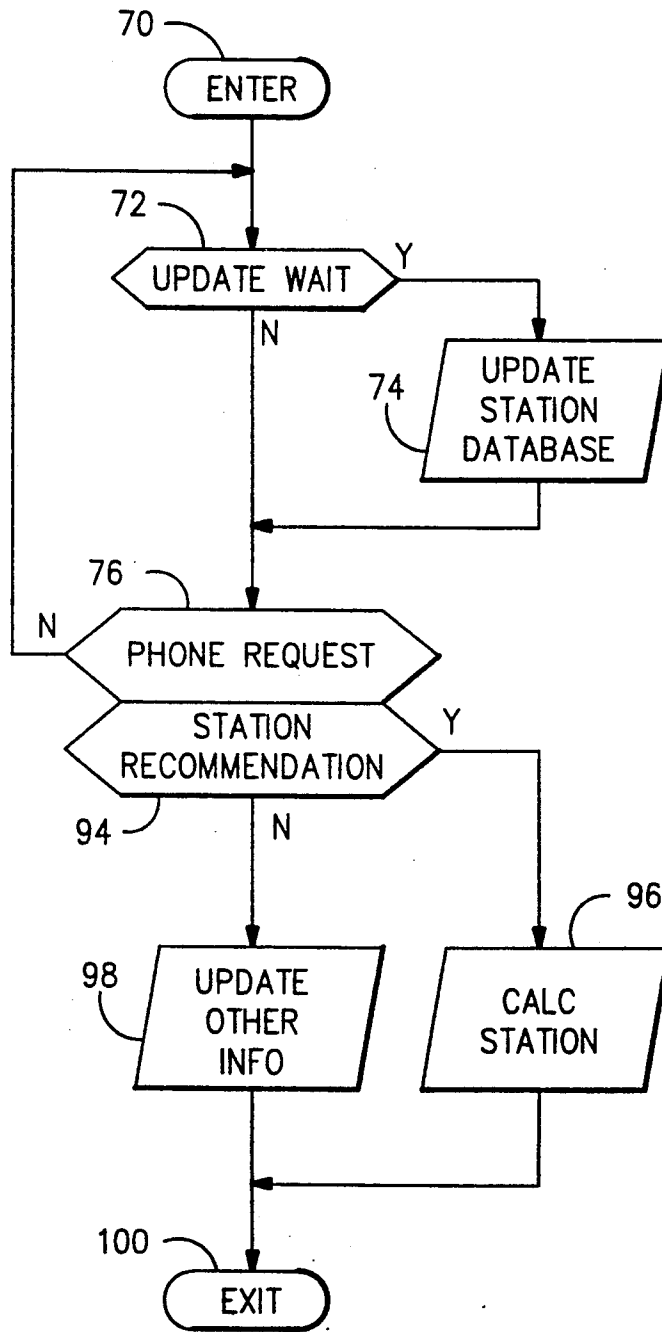 70
ENTER
72
UPDATE WAIT
Y
N
74
UPDATE
STATION
DATABASE
76
N
PHONE REQUEST
STATION
RECOMMENDATION
Y
94
N
96
98
UPDATE
OTHER
INFO
CALC
STATION
100
EXIT